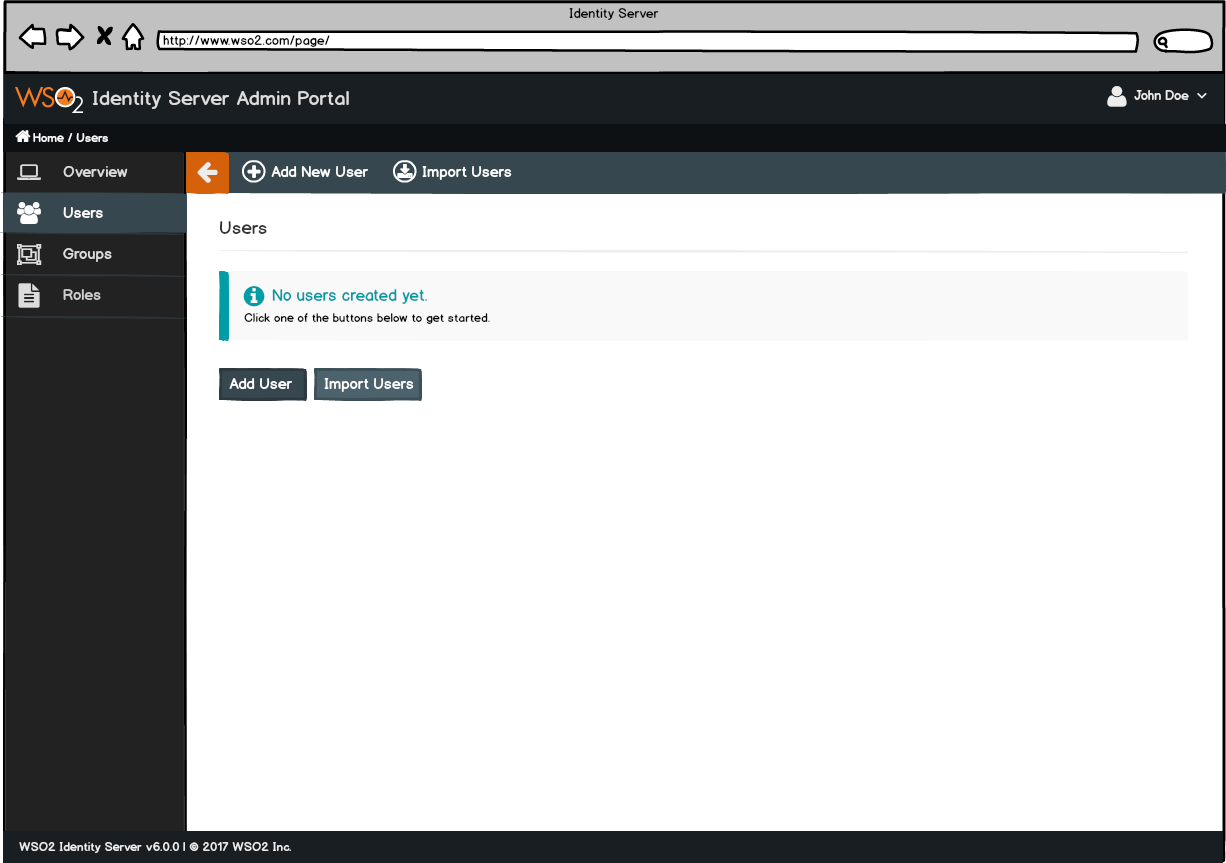 Identity Server
http://www.wso2.com/page/
WSO2 Identity Server Admin Portal
John Doe
Home / Users
Overview
Add New User
Import Users
Users
Users
Groups
No users created yet.
Roles
Click one of the buttons below to get started.
Add User
Import Users
WSO2 Identity Server v6.0.0 | © 2017 WSO2 Inc.